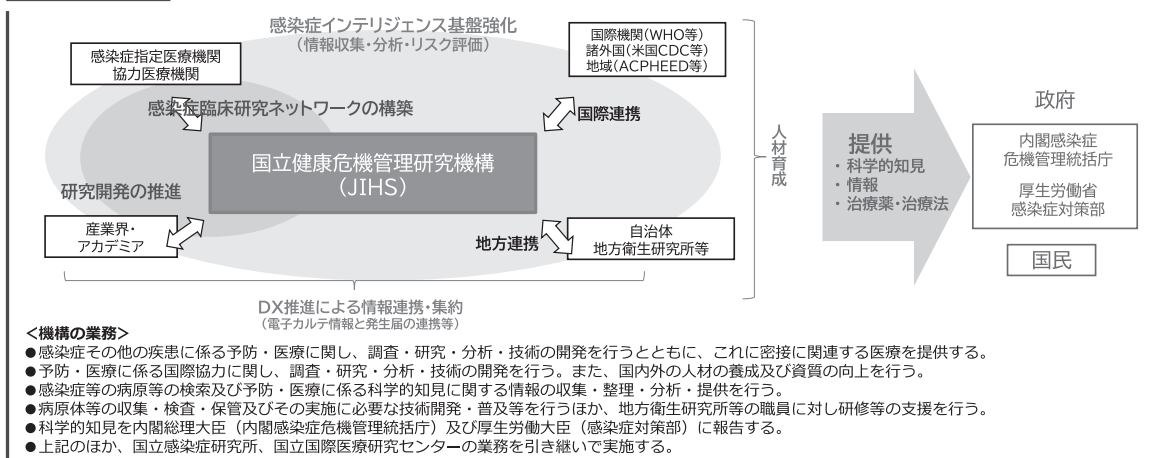 感染症インテリジェンス基盤強化
（情報収集・分析・リスク評価）
感染症指定医療機関
協力医療機関
国際機関（WHO等）
諸外国（米国CDC等）
地域（ACPHEED等）
感染症臨床研究ネットワークの構築
国際連携
国立健康危機管理研究機構
（JIHS）
研究開発の推進
産業界・
アカデミア
地方連携
自治体
地方衛生研究所等
人材育成
DX推進による情報連携・集約
（電子カルテ情報と発生届の連携等）
提供
・科学的知見
・情報
・治療薬・治療法
政府
内閣感染症
危機管理統括庁
厚生労働省
感染症対策部
国民
＜機構の業務＞
●感染症その他の疾患に係る予防・医療に関し、調査・研究・分析・技術の開発を行うとともに、これに密接に関連する医療を提供する。
●予防・医療に係る国際協力に関し、調査・研究・分析・技術の開発を行う。また、国内外の人材の養成及び資質の向上を行う。
●感染症等の病原等の検索及び予防・医療に係る科学的知見に関する情報の収集・整理・分析・提供を行う。
●病原体等の収集・検査・保管及びその実施に必要な技術開発・普及等を行うほか、地方衛生研究所等の職員に対し研修等の支援を行う。
●科学的知見を内閣総理大臣（内閣感染症危機管理統括庁）及び厚生労働大臣（感染症対策部）に報告する。
●上記のほか、国立感染症研究所、国立国際医療研究センターの業務を引き継いで実施する。